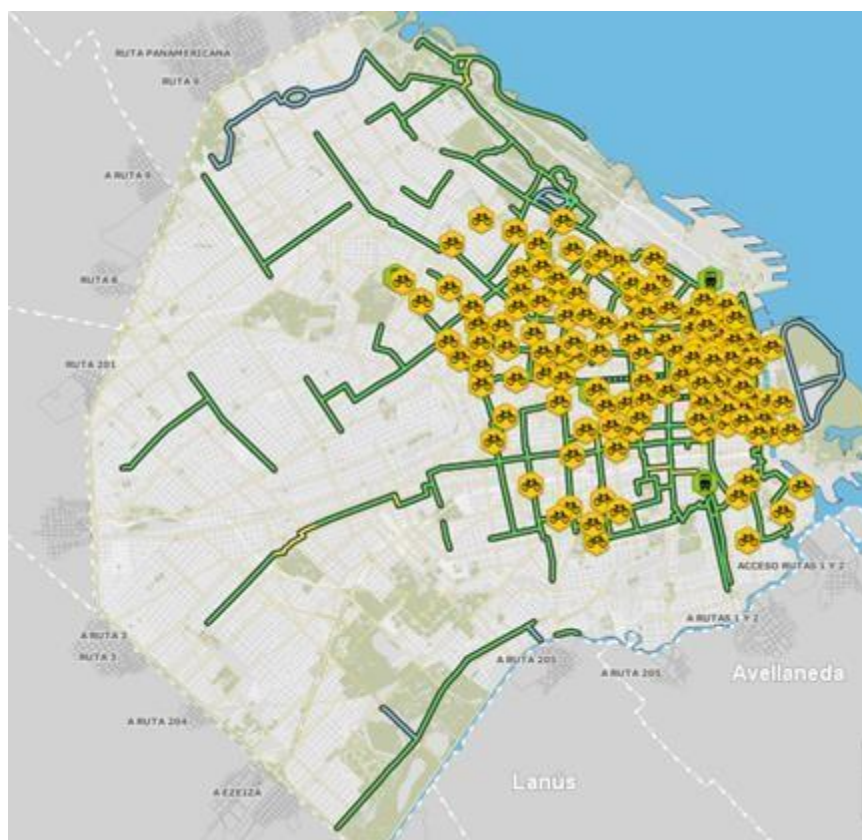 RUTA PANAMERICANA
RUTA 9
A RUTA 9
RUTA 8
RUTA 201
ACCESO RUTAS 1 Y 2
A RUTAS 1 Y 2
A RUTA 3
RUTA 3
A RUTA 205
A RUTA 205
Avellaneda
A RUTA 204
Lanús
A EZEIZA